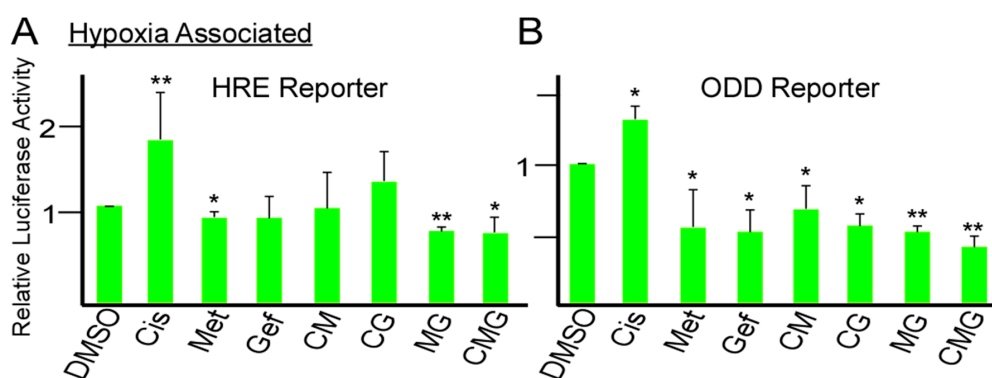 A Hypoxia Associated
HRE Reporter
Relative Luciferase Activity
2
1
** * ** *
DMSO Cis Met Gef CM CG MG CMG
B
ODD Reporter
1
* * * * * ** **
DMSO Cis Met Gef CM CG MG CMG